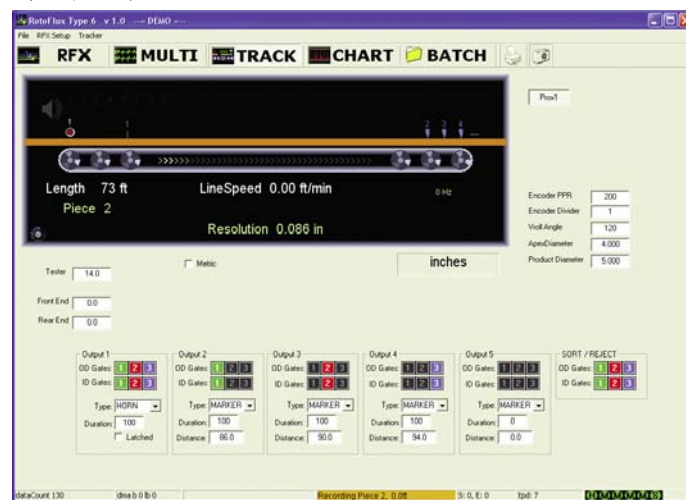 RotoFlux Type 6 v 1.0 ---- DEMO ----
File RFX Setup Tracker
RFX MULTI TRACK CHART BATCH
Prox1
1 1 2 3 4
Length 73 ft LineSpeed 0.00 ft/min 0 Hz
Piece 2
Resolution 0.086 in
Encoder PPR 200
Encoder Divider 1
Vroll Angle 120
ApexDiameter 4.000
Product Diameter 5.000
Metric inches
Tester 14.0
Front End 0.0
Rear End 0.0
Output 1 Output 2 Output 3 Output 4 Output 5 SORT / REJECT
OD Gates 1 2 3 OD Gates 1 2 3 OD Gates 1 2 3 OD Gates 1 2 3 OD Gates 1 2 3 OD Gates 1 2 3
ID Gates 1 2 3 ID Gates 1 2 3 ID Gates 1 2 3 ID Gates 1 2 3 ID Gates 1 2 3 ID Gates 1 2 3
Type HORN Type MARKER Type MARKER Type MARKER Type MARKER
Duration 100 Duration 100 Duration 100 Duration 100 Duration 0
Latched Distance 86.0 Distance 90.0 Distance 94.0 Distance 0.0
dataCount 130 dma b 0 lb 0 Recording Piece 2, 0.0ft S: 0, E: 0 tpd: 7